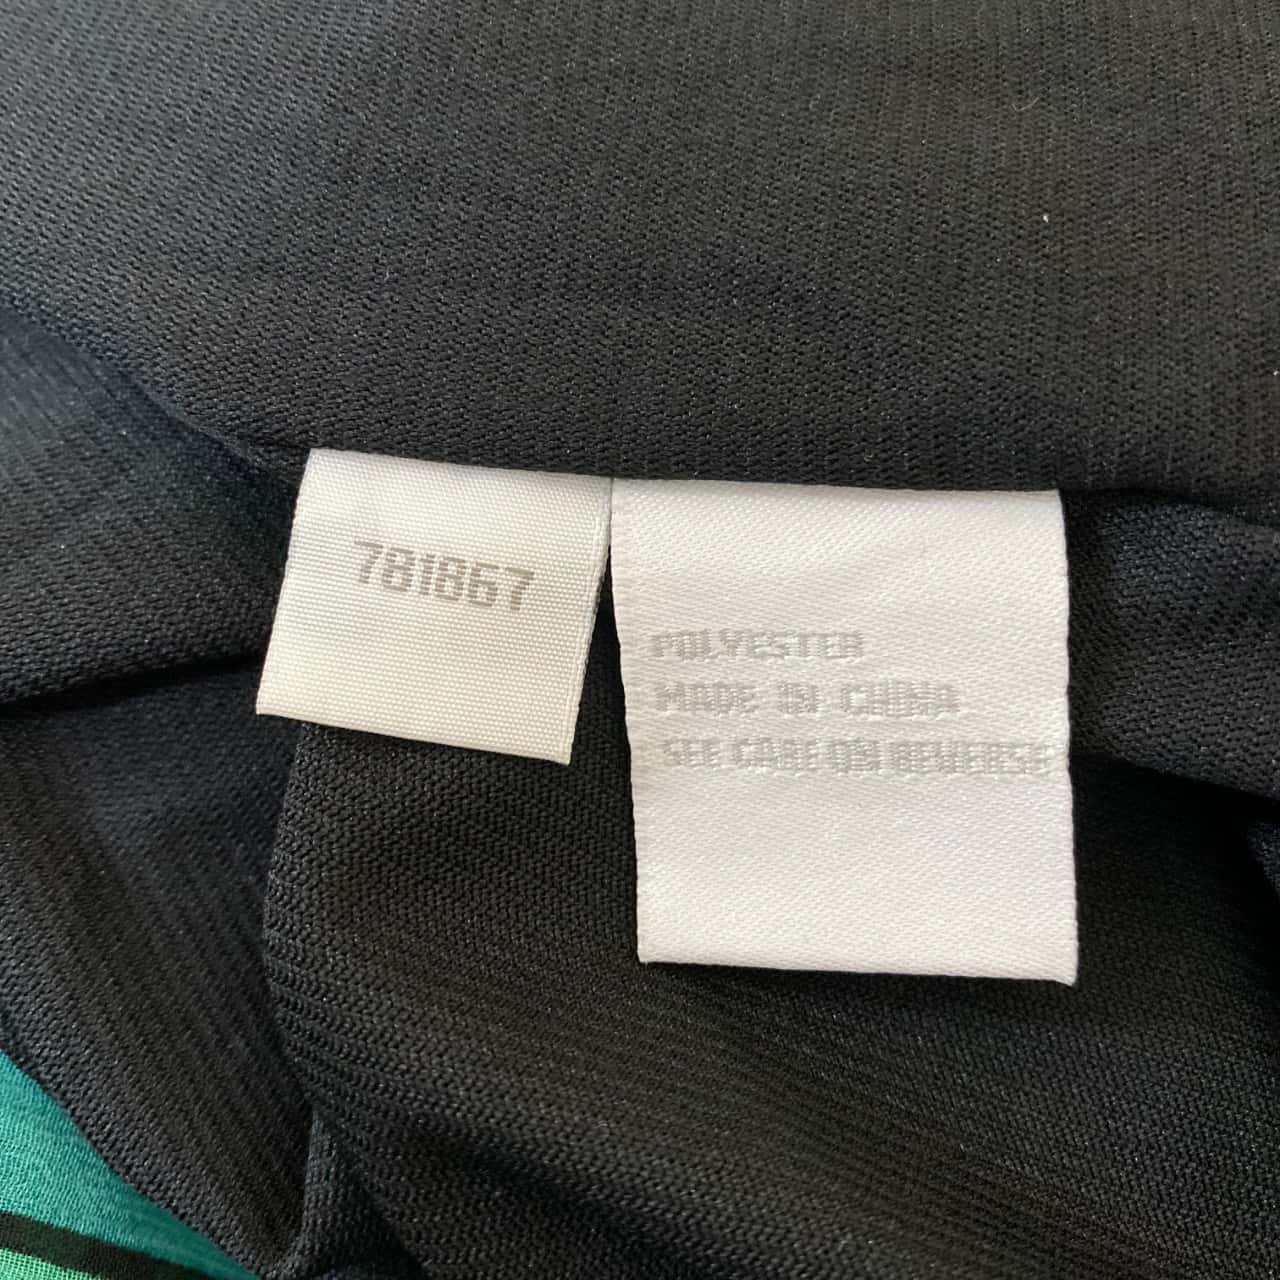 781867
POLYESTER
MADE IN CHINA
SEE CARE ON REVERSE